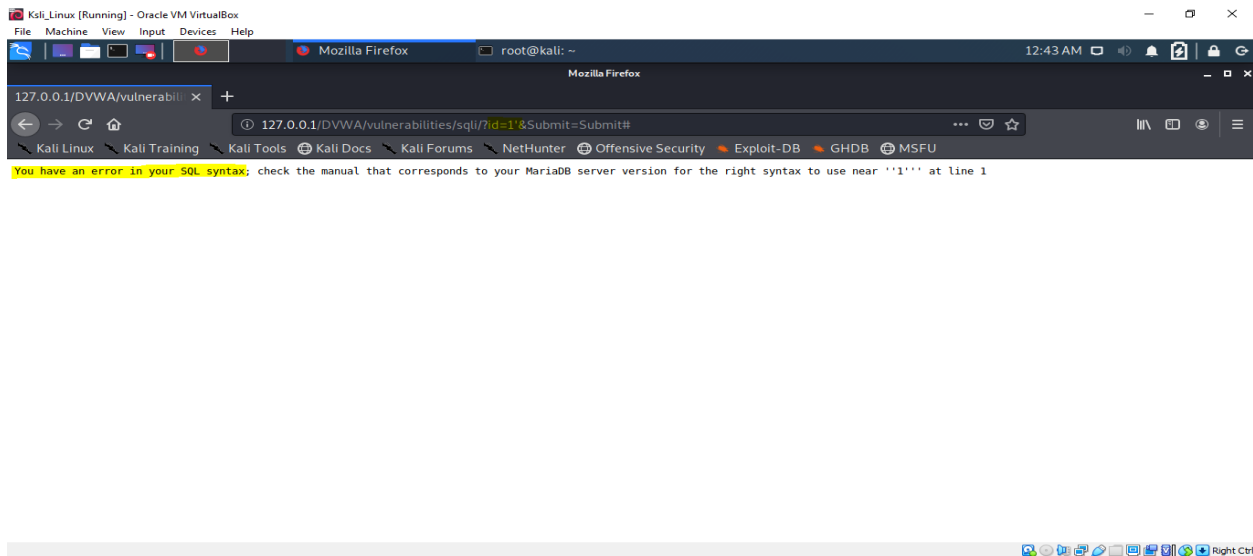 Ksli_Linux [Running] - Oracle VM VirtualBox
File Machine View Input Devices Help
Mozilla Firefox root@kali: ~ 12:43 AM
Mozilla Firefox
127.0.0.1/DVWA/vulnerabili
127.0.0.1/DVWA/vulnerabilities/sqli/?id=1'&Submit=Submit#
Kali Linux Kali Training Kali Tools Kali Docs Kali Forums NetHunter Offensive Security Exploit-DB GHDB MSFU
You have an error in your SQL syntax; check the manual that corresponds to your MariaDB server version for the right syntax to use near ''1''' at line 1
Right Ctrl